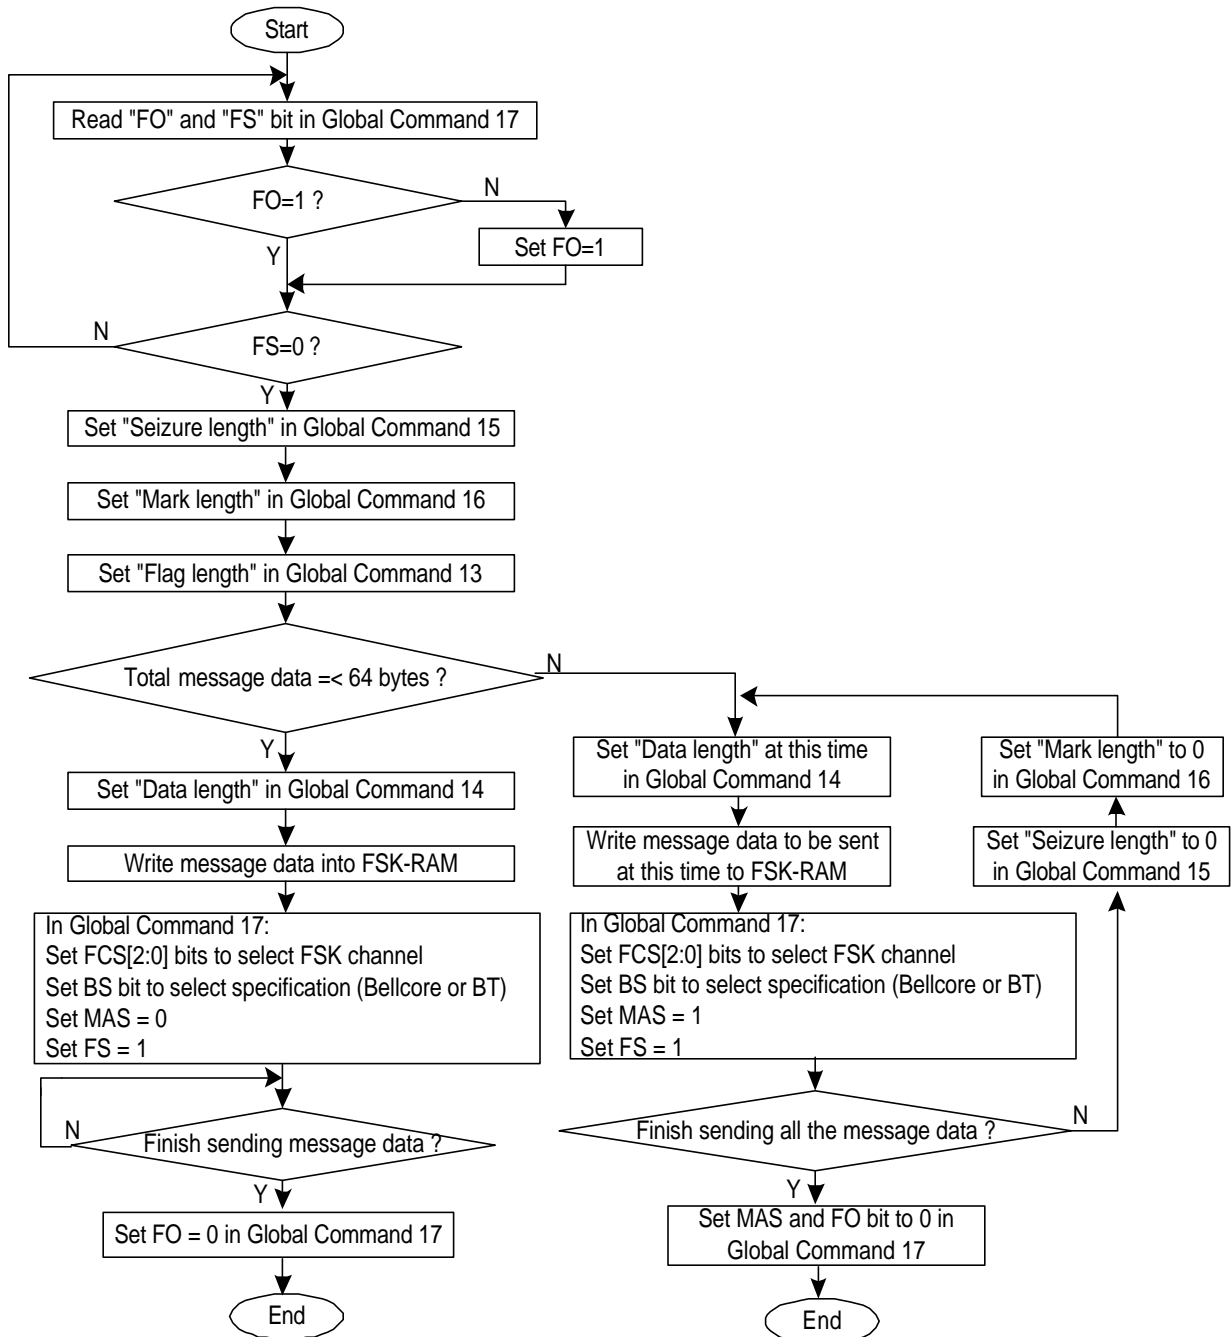 Start
Read "FO" and "FS" bit in Global Command 17
FO=1 ?
N
Set FO=1
Y
N
FS=0 ?
Y
Set "Seizure length" in Global Command 15
Set "Mark length" in Global Command 16
Set "Flag length" in Global Command 13
Total message data =< 64 bytes ?
N
Y
Set "Data length" in Global Command 14
Write message data into FSK-RAM
In Global Command 17:
Set FCS[2:0] bits to select FSK channel
Set BS bit to select specification (Bellcore or BT)
Set MAS = 0
Set FS = 1
N
Finish sending message data ?
Y
Set FO = 0 in Global Command 17
End
Set "Data length" at this time
in Global Command 14
Write message data to be sent
at this time to FSK-RAM
In Global Command 17:
Set FCS[2:0] bits to select FSK channel
Set BS bit to select specification (Bellcore or BT)
Set MAS = 1
Set FS = 1
Finish sending all the message data ?
N
Set "Seizure length" to 0
in Global Command 15
Set "Mark length" to 0
in Global Command 16
Y
Set MAS and FO bit to 0 in
Global Command 17
End